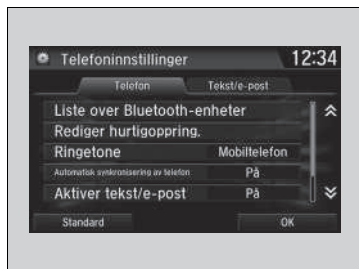 Telefoninnstillinger 12:34
Telefon Tekst/e-post
Liste over Bluetooth-enheter
Rediger hurtigoppring.
Ringetone Mobiltelefon
Automatisk synkronisering av telefon På
Aktiver tekst/e-post På
Standard OK